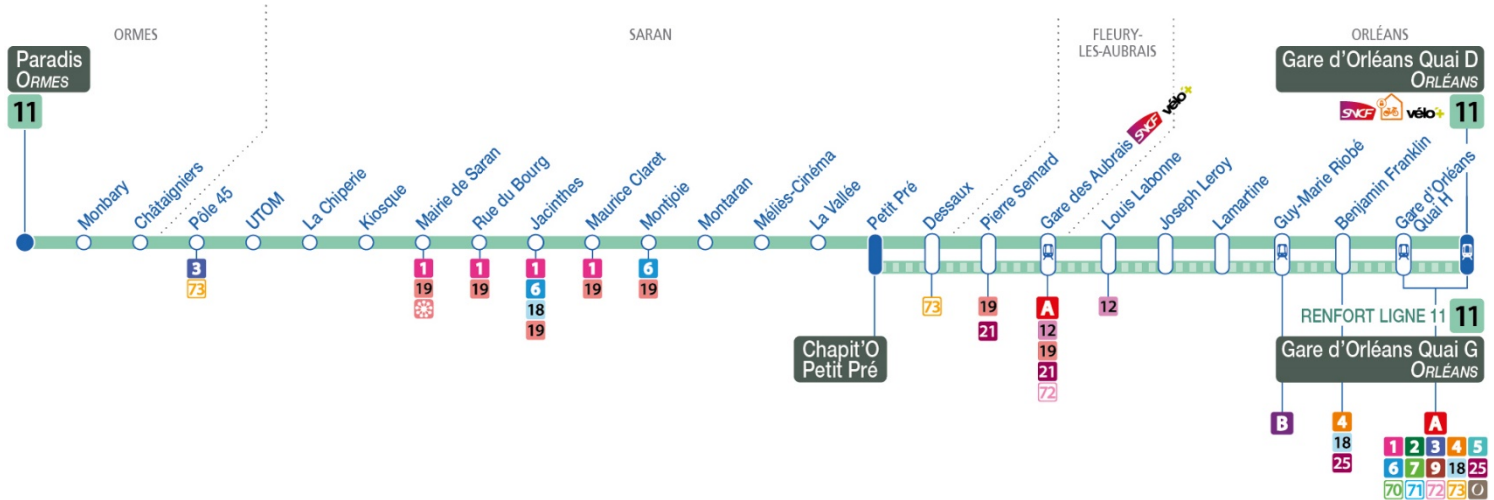 ORMES
SARAN
FLEURY-
LES-AUBRAIS
ORLÉANS
Paradis
ORMES
11
Gare d'Orléans Quai D
ORLÉANS
SNCF vélo+ 11
SNCF vélo+
Monbary
Châtaigniers
Pôle 45
UTOM
La Chiperie
Kiosque
Mairie de Saran
Rue du Bourg
Jacinthes
Maurice Claret
Montjoie
Montaran
Méliès-Cinéma
La Vallée
Petit Pré
Dessaux
Pierre Semard
Gare des Aubrais
Louis Labonne
Joseph Leroy
Lamartine
Guy-Marie Riobé
Benjamin Franklin
Gare d'Orléans
Quai H
3
73
1
19
1
19
1
6
18
19
1
19
6
19
73
19
21
A
12
19
21
72
12
RENFORT LIGNE 11 11
Chapit'O
Petit Pré
Gare d'Orléans Quai G
ORLÉANS
B
4
18
25
A
1 2 3 4 5
6 7 9 18 25
70 71 72 73 O